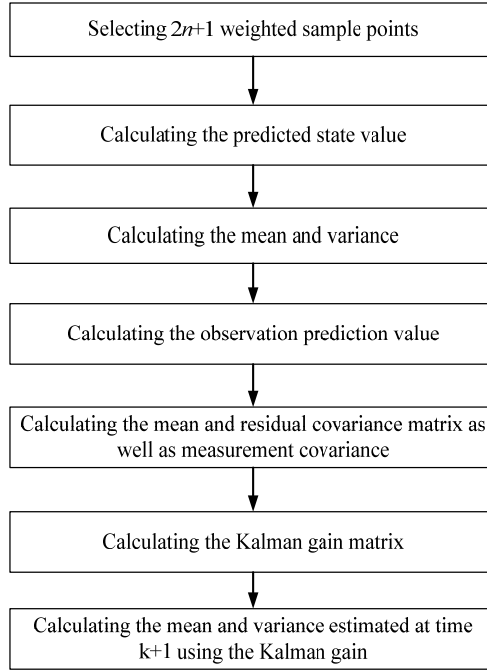 Selecting 2n+1 weighted sample points
Calculating the predicted state value
Calculating the mean and variance
Calculating the observation prediction value
Calculating the mean and residual covariance matrix as
well as measurement covariance
Calculating the Kalman gain matrix
Calculating the mean and variance estimated at time
k+1 using the Kalman gain